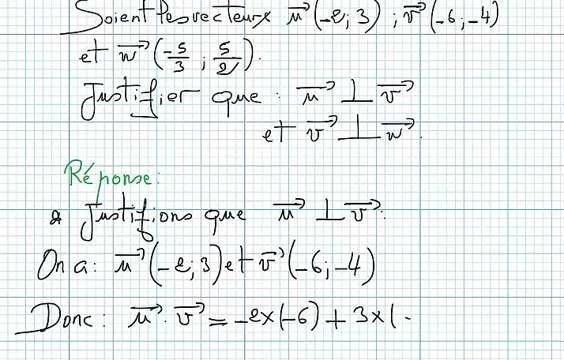 Soient les vecteurs u⃗(-2; 3) ; v⃗(-6; -4)
et w⃗(-5/3 ; 5/2).
Justifier que : u⃗ ⊥ v⃗
et v⃗ ⊥ w⃗.
Réponse:
* Justifions que u⃗ ⊥ v⃗.
On a: u⃗(-2; 3) et v⃗(-6; -4)
Donc: u⃗ . v⃗ = -2×(-6) + 3×(-